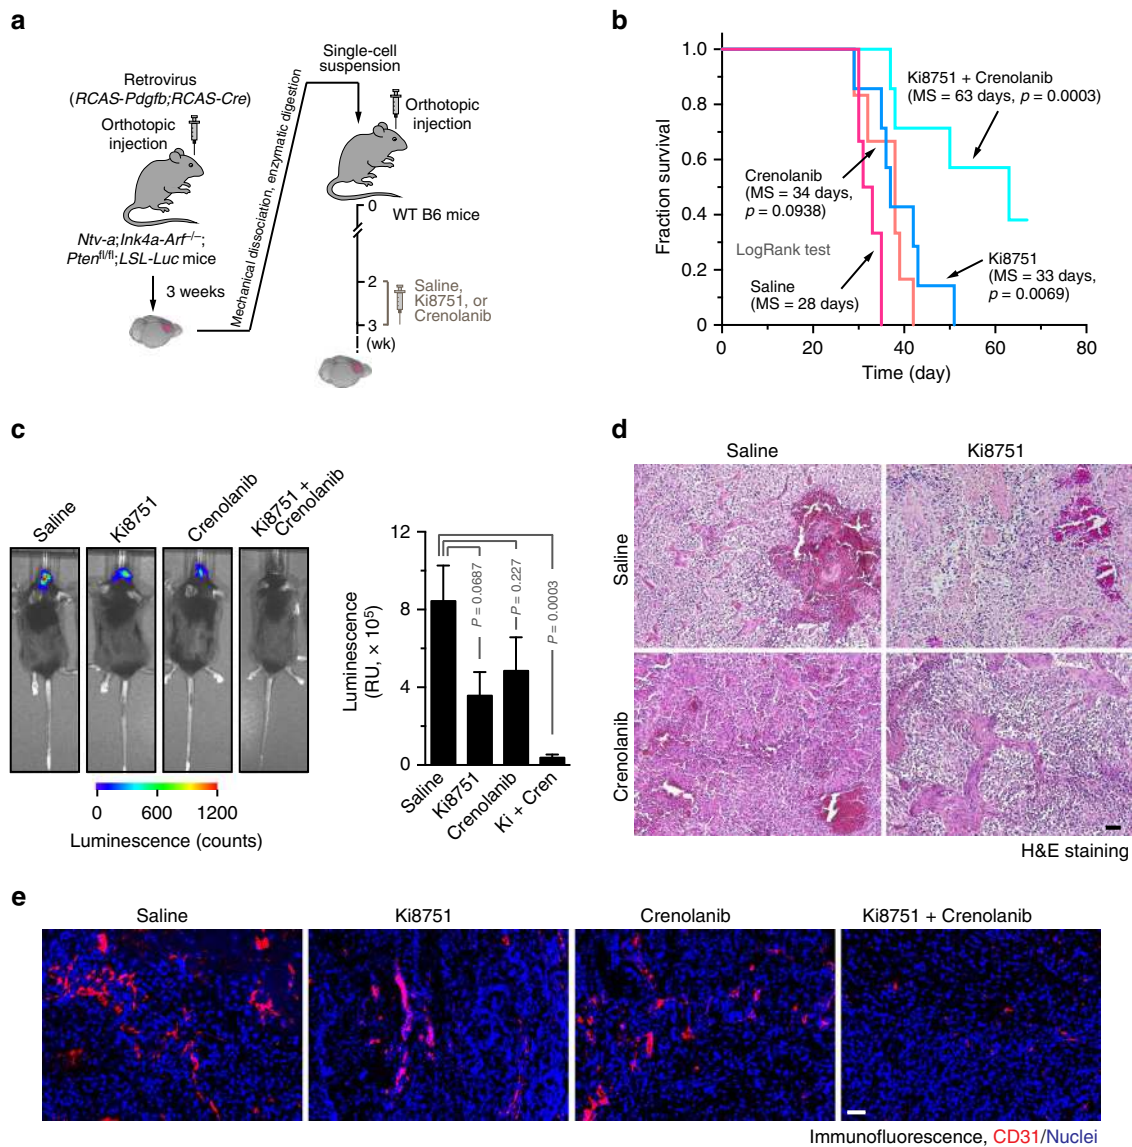 a
Retrovirus
(RCAS-Pdgfb;RCAS-Cre)
Orthotopic
injection
Ntv-a;Ink4a-Arf–/–;
Ptenfl/fl;LSL-Luc mice
3 weeks
Mechanical dissociation, enzymatic digestion
Single-cell
suspension
Orthotopic
injection
0
WT B6 mice
2
Saline,
Ki8751, or
Crenolanib
3
(wk)
b
Fraction survival
1.0
0.8
0.6
0.4
0.2
0
0
20
40
60
80
Time (day)
Ki8751 + Crenolanib
(MS = 63 days, p = 0.0003)
Crenolanib
(MS = 34 days,
p = 0.0938)
LogRank test
Saline
(MS = 28 days)
Ki8751
(MS = 33 days,
p = 0.0069)
c
Saline
Ki8751
Crenolanib
Ki8751 +
Crenolanib
0
600
1200
Luminescence (counts)
Luminescence
(RU, × 10⁵)
12
8
4
0
P = 0.0687
P = 0.227
P = 0.0003
Saline
Ki8751
Crenolanib
Ki + Cren
d
Saline
Ki8751
Saline
Crenolanib
H&E staining
e
Saline
Ki8751
Crenolanib
Ki8751 + Crenolanib
Immunofluorescence, CD31/Nuclei